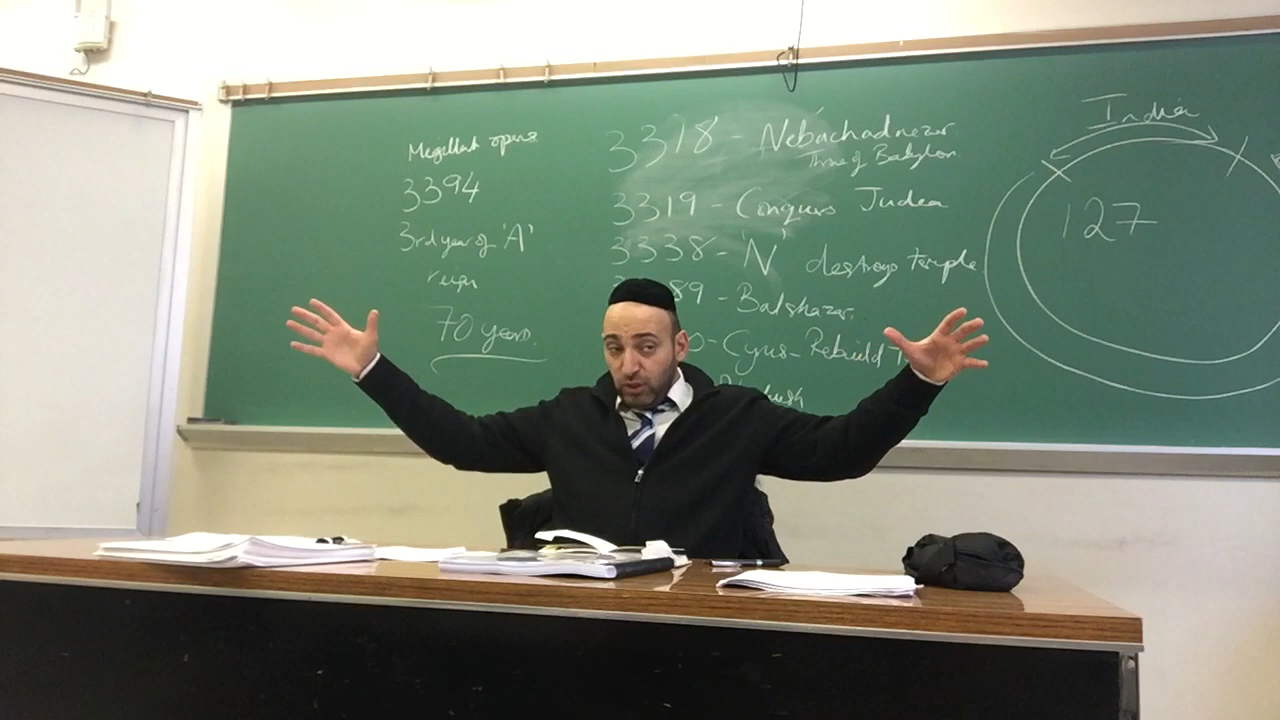 Megillah opens
3394
3rd year of 'A'
reign
70 years.
3318 - Nebuchadnezar
Throne of Babylon
3319 - Conquers Judea
3338 - 'N' destroys temple
89 - Balshazar.
0 - Cyrus - Rebuild T
India
127